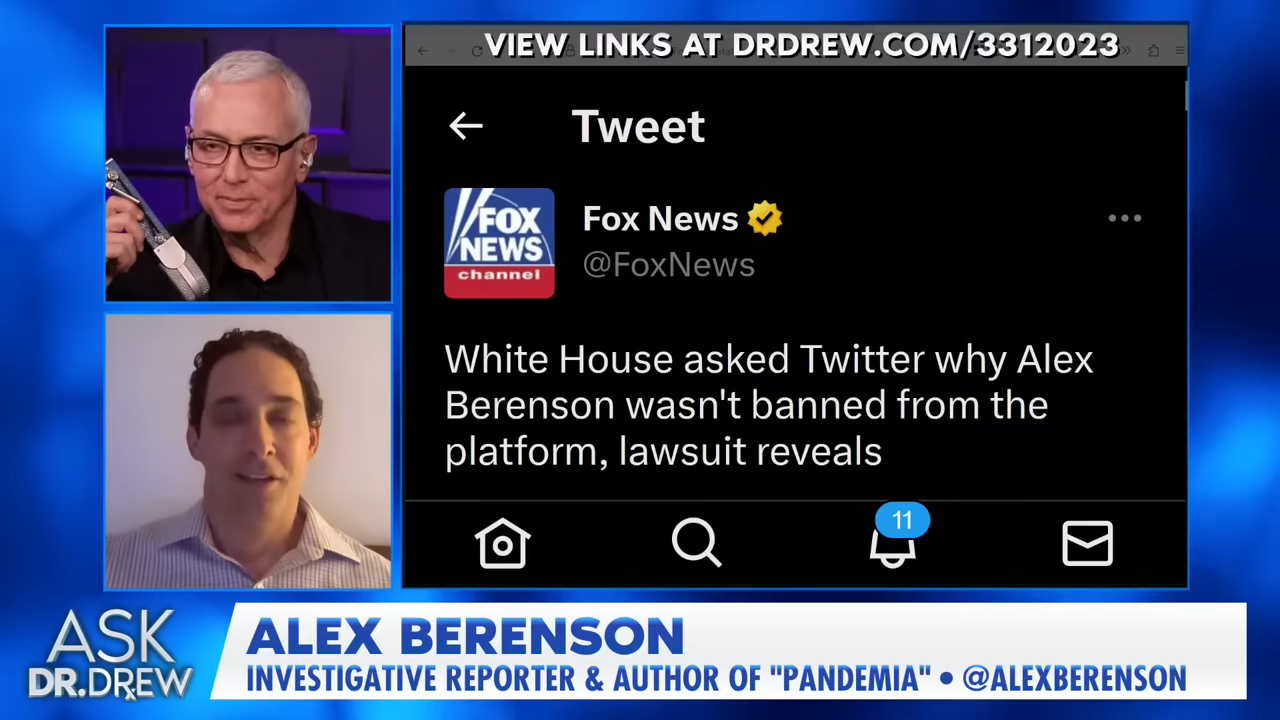 VIEW LINKS AT DRDREW.COM/3312023
Tweet
FOX
NEWS
channel
Fox News
@FoxNews
White House asked Twitter why Alex
Berenson wasn't banned from the
platform, lawsuit reveals
11
ASK
DR.DREW
ALEX BERENSON
INVESTIGATIVE REPORTER & AUTHOR OF "PANDEMIA" • @ALEXBERENSON